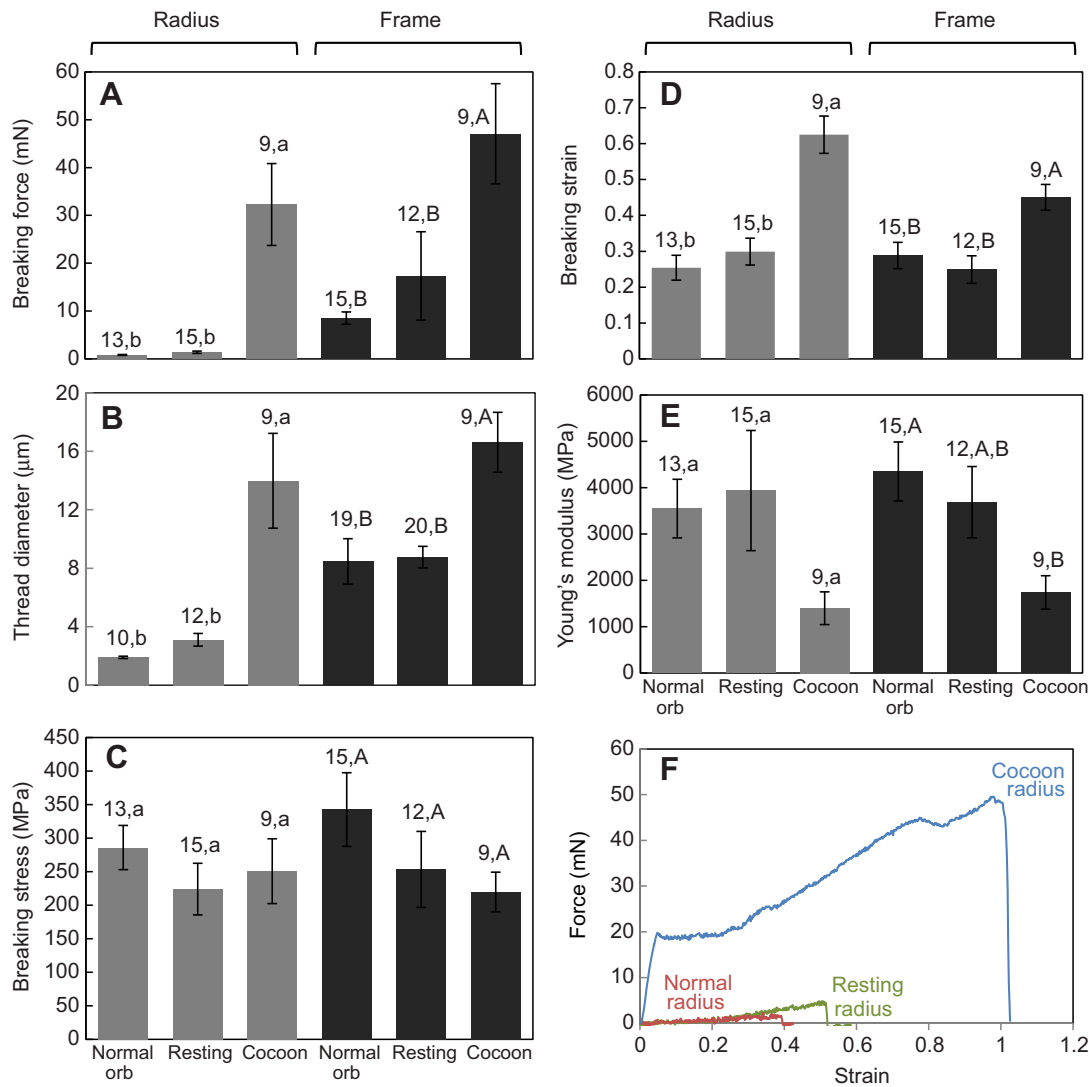 Radius Frame
A
Breaking force (mN)
60
50
40
30
20
10
0
13,b 15,b 9,a 15,B 12,B 9,A
B
Thread diameter (μm)
20
16
12
8
4
0
10,b 12,b 9,a 19,B 20,B 9,A
C
Breaking stress (MPa)
450
400
350
300
250
200
150
100
50
0
13,a 15,a 9,a 15,A 12,A 9,A
Normal Resting Cocoon Normal Resting Cocoon
orb orb
Radius Frame
D
Breaking strain
0.8
0.7
0.6
0.5
0.4
0.3
0.2
0.1
0
13,b 15,b 9,a 15,B 12,B 9,A
E
Young's modulus (MPa)
6000
5000
4000
3000
2000
1000
0
13,a 15,a 9,a 15,A 12,A,B 9,B
Normal Resting Cocoon Normal Resting Cocoon
orb orb
F
Force (mN)
60
50
40
30
20
10
0
Cocoon
radius
Normal
radius
Resting
radius
0 0.2 0.4 0.6 0.8 1 1.2
Strain